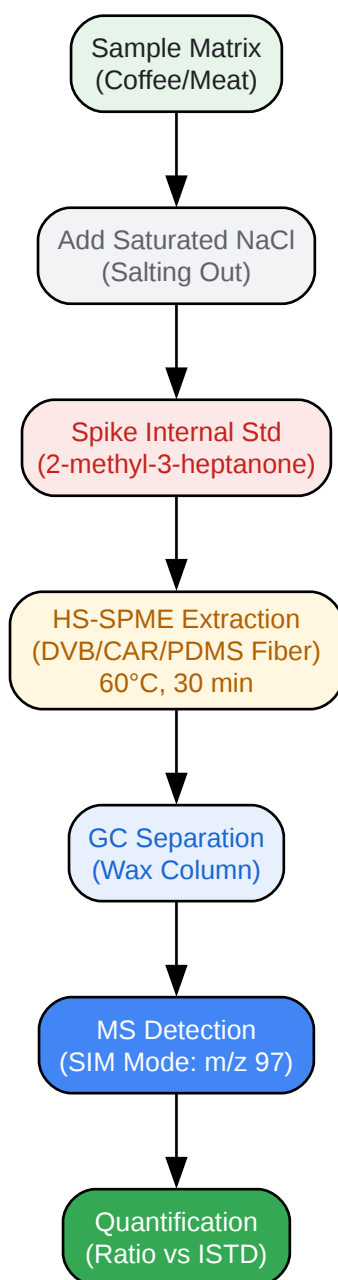 Sample Matrix
(Coffee/Meat)
Add Saturated NaCl
(Salting Out)
Spike Internal Std
(2-methyl-3-heptanone)
HS-SPME Extraction
(DVB/CAR/PDMS Fiber)
60°C, 30 min
GC Separation
(Wax Column)
MS Detection
(SIM Mode: m/z 97)
Quantification
(Ratio vs ISTD)